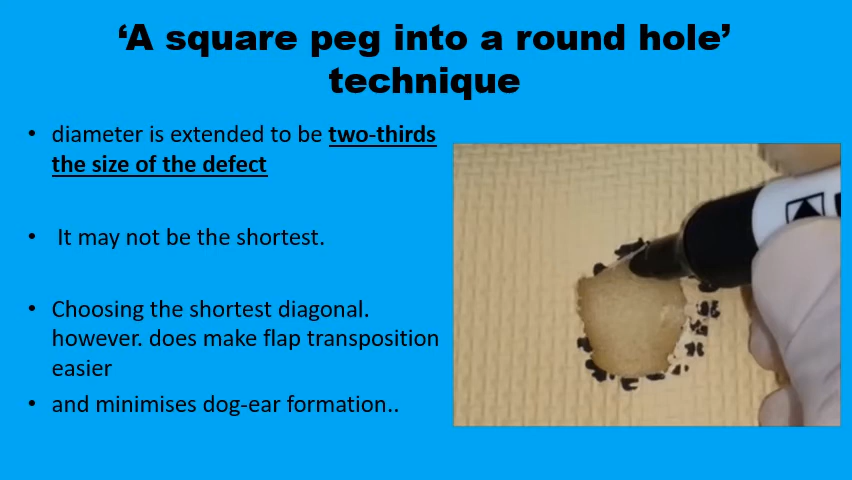 ‘A square peg into a round hole’
technique
• diameter is extended to be two-thirds
the size of the defect
• It may not be the shortest.
• Choosing the shortest diagonal.
however. does make flap transposition
easier
• and minimises dog-ear formation..